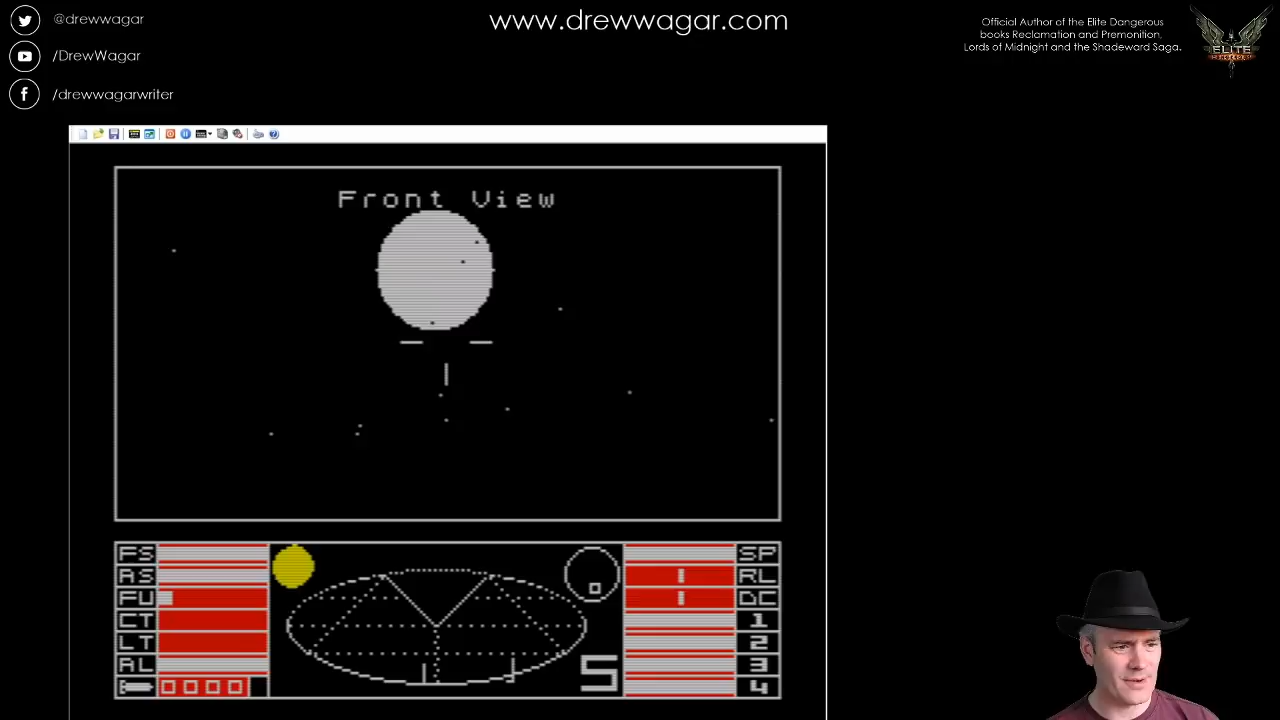 @drewwagar
/DrewWagar
/drewwagarwriter
www.drewwagar.com
Official Author of the Elite Dangerous
books Reclamation and Premonition,
Lords of Midnight and the Shadeward Saga.
ELITE
DANGEROUS
Front View
FS
AS
FU
CT
LT
AL
S
SP
RL
DC
1
2
3
4